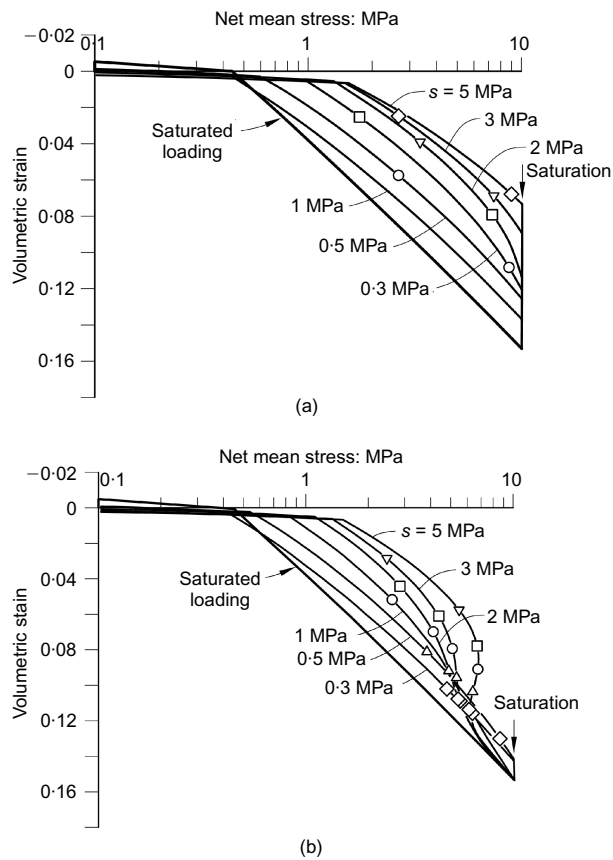 Net mean stress: MPa
−0·02
0·1
1
10
0
0·04
0·08
0·12
0·16
Volumetric strain
s = 5 MPa
3 MPa
2 MPa
Saturated
loading
Saturation
1 MPa
0·5 MPa
0·3 MPa
(a)
Net mean stress: MPa
−0·02
0·1
1
10
0
0·04
0·08
0·12
0·16
Volumetric stain
s = 5 MPa
3 MPa
Saturated
loading
2 MPa
1 MPa
0·5 MPa
0·3 MPa
Saturation
(b)